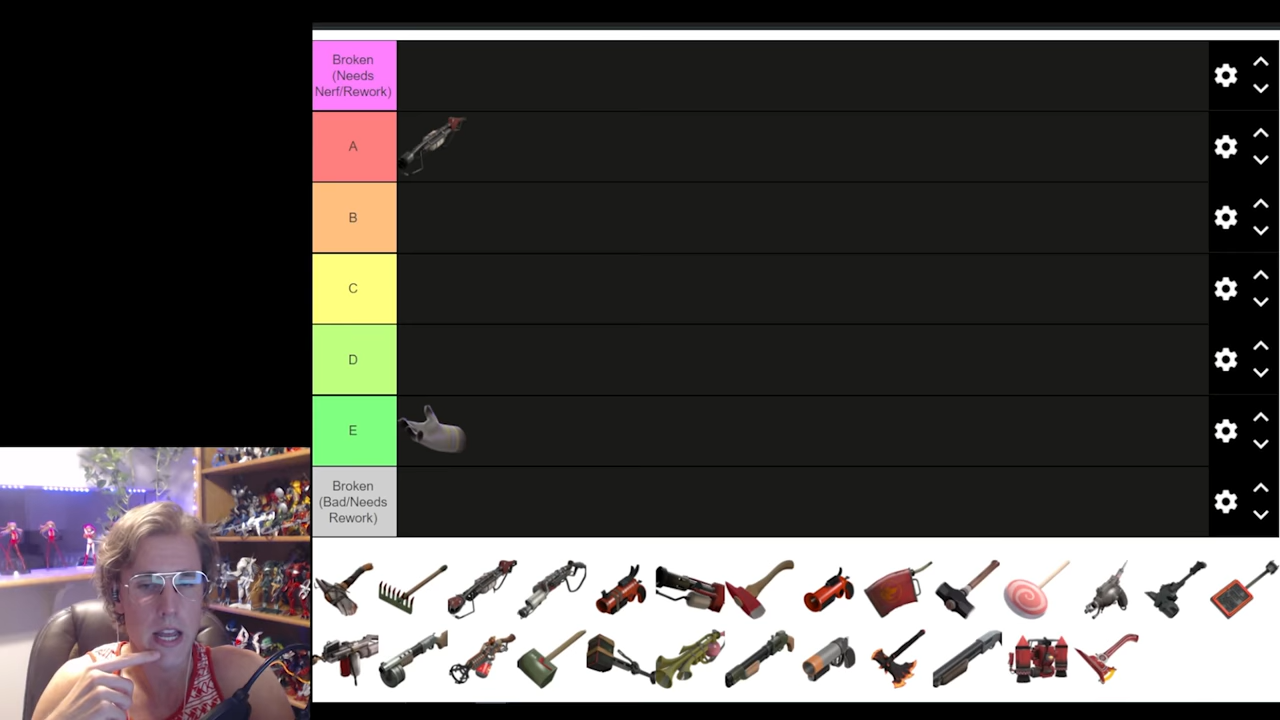 Broken
(Needs
Nerf/Rework)
A
B
C
D
E
Broken
(Bad/Needs
Rework)